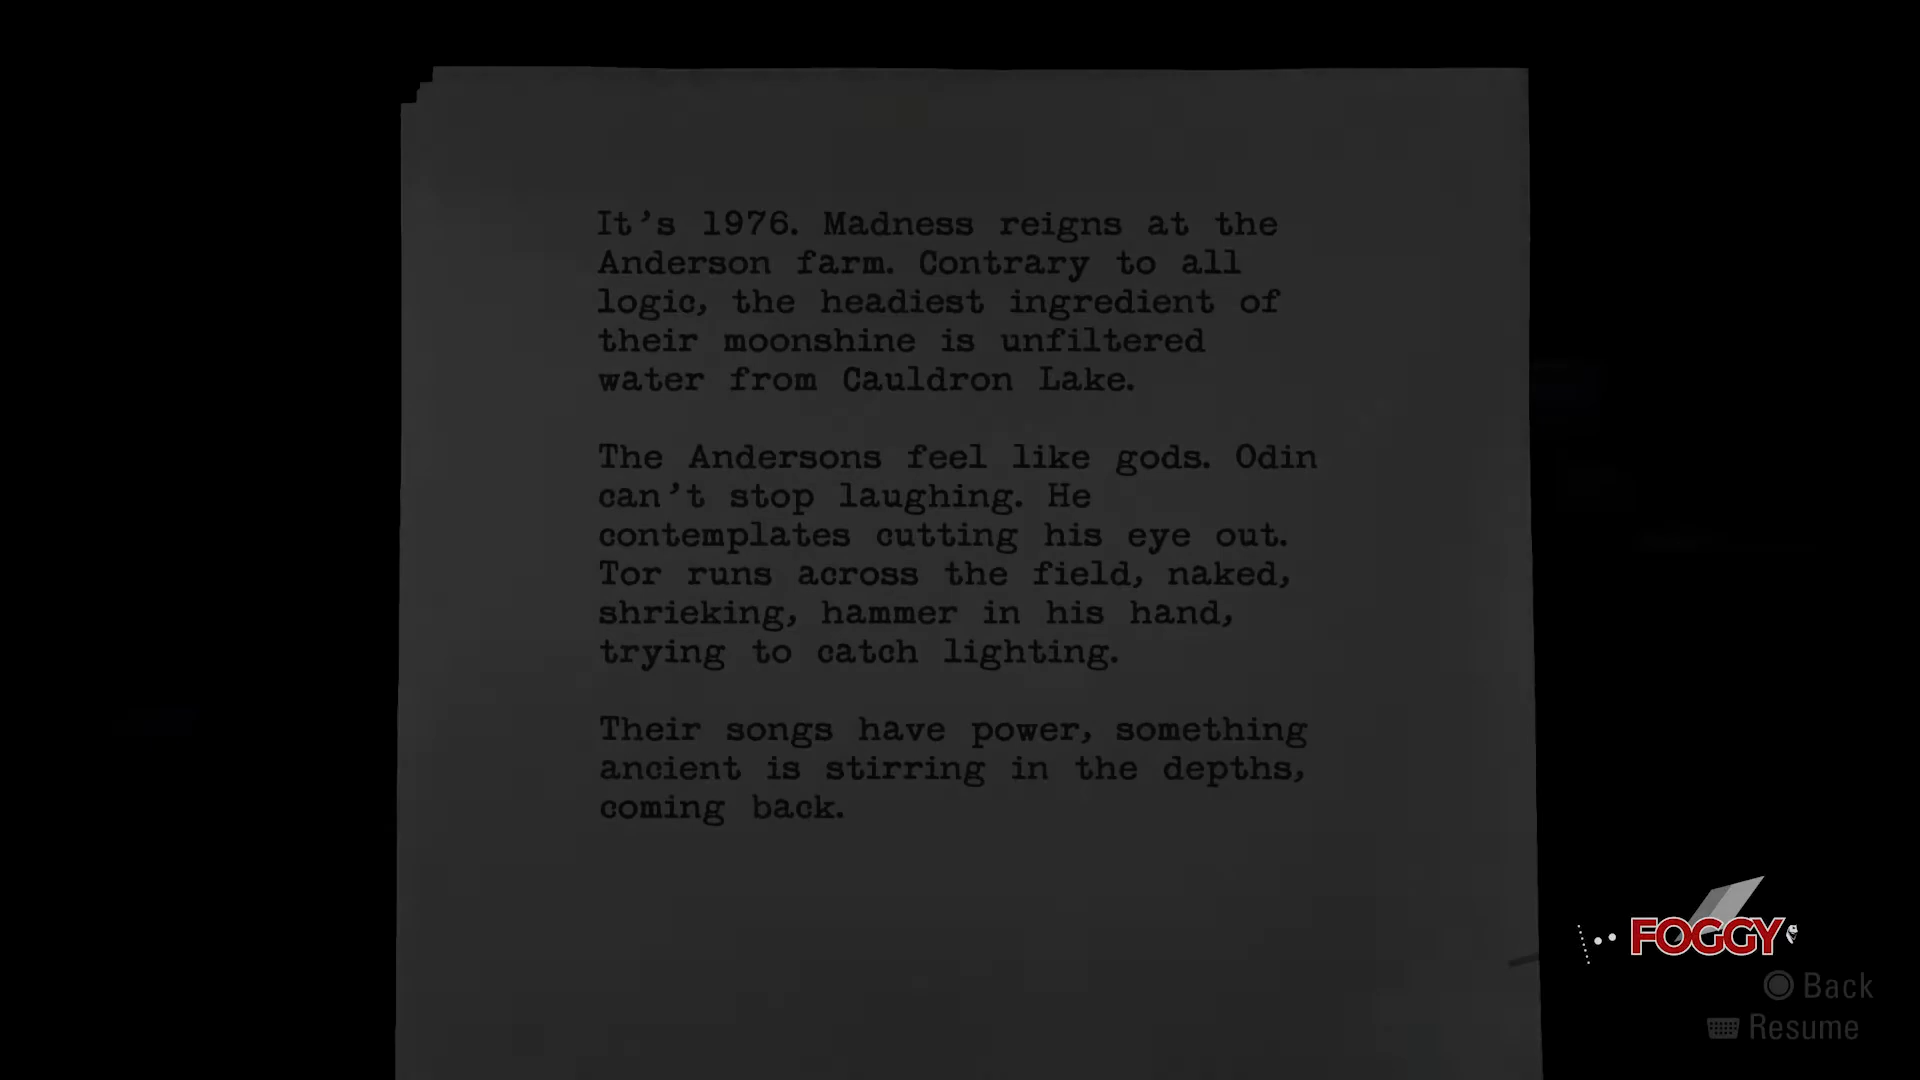 It's 1976. Madness reigns at the
Anderson farm. Contrary to all
logic, the headiest ingredient of
their moonshine is unfiltered
water from Cauldron Lake.
The Andersons feel like gods. Odin
can't stop laughing. He
contemplates cutting his eye out.
Tor runs across the field, naked,
shrieking, hammer in his hand,
trying to catch lighting.
Their songs have power, something
ancient is stirring in the depths,
coming back.
FOGGY
Back
Resume